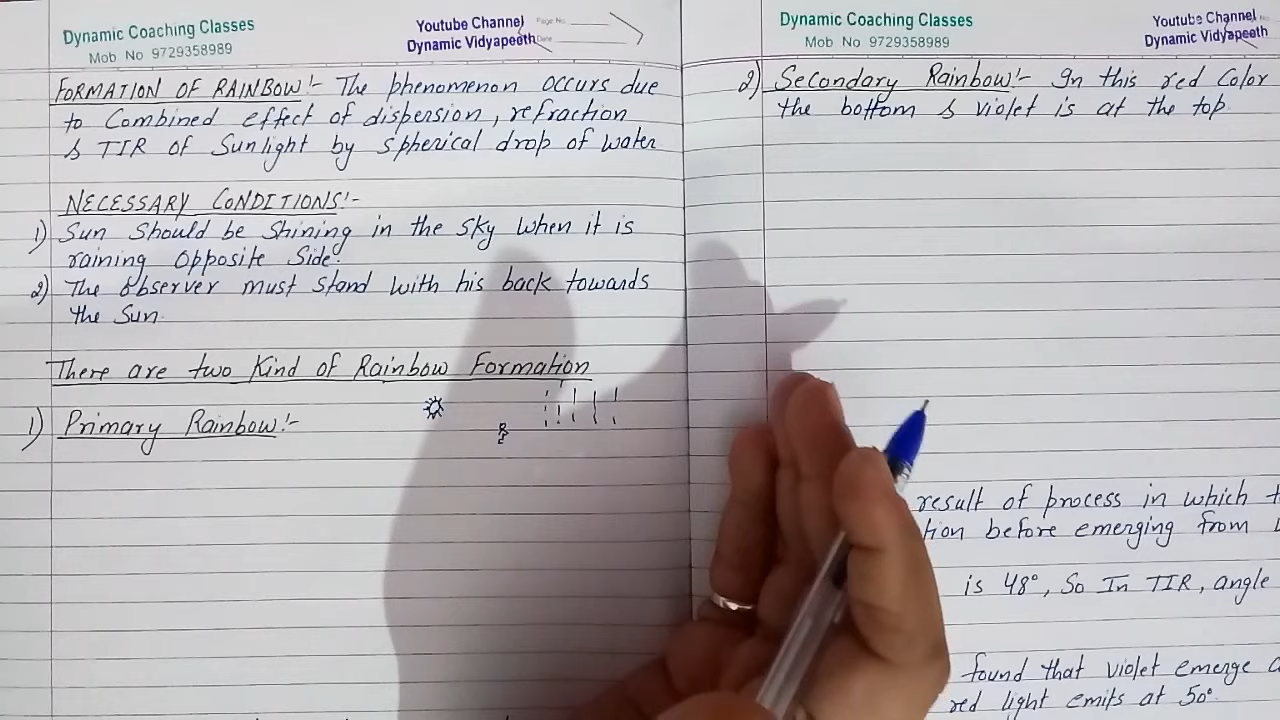 Dynamic Coaching Classes
Mob No 9729358989
Youtube Channel
Dynamic Vidyapeeth
Page No.
Date
FORMATION OF RAINBOW:- The phenomenon occurs due
to Combined effect of dispersion, refraction
& TIR of Sunlight by spherical drop of water
NECESSARY CONDITIONS:-
1) Sun should be shining in the sky when it is
raining opposite side.
2) The observer must stand with his back towards
the Sun.
There are two Kind of Rainbow Formation
1) Primary Rainbow:-
Dynamic Coaching Classes
Mob No 9729358989
Youtube Channel
Dynamic Vidyapeeth
2) Secondary Rainbow:- In this red Color
the bottom & violet is at the top.
result of process in which
tion before emerging from
is 48°, So In TIR, angle
found that violet emerge
red light emits at 50°.